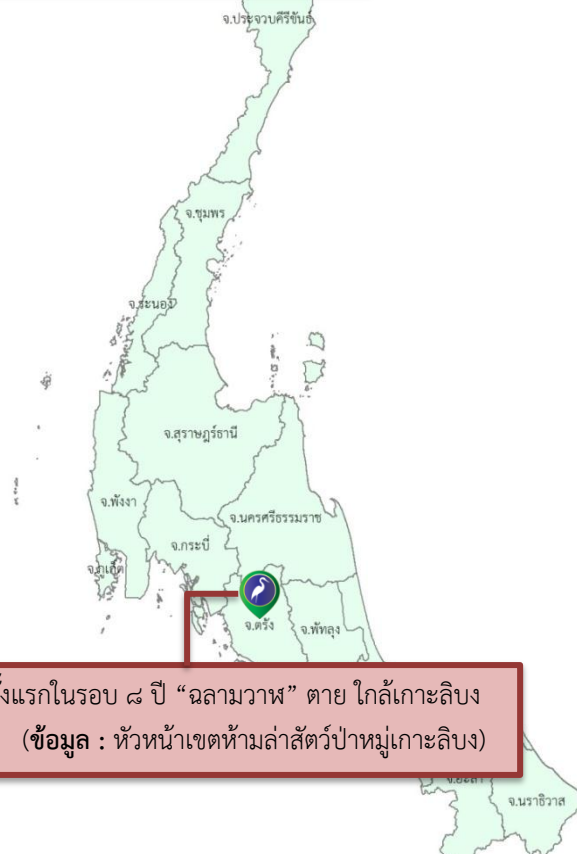 จ.ประจวบคีรีขันธ์
จ.ชุมพร
จ.ระนอง
จ.สุราษฎร์ธานี
จ.พังงา
จ.นครศรีธรรมราช
จ.กระบี่
จ.ภูเก็ต
จ.ตรัง
จ.พัทลุง
แรกในรอบ ๘ ปี “ฉลามวาฬ” ตาย ใกล้เกาะลิบง
(ข้อมูล : หัวหน้าเขตห้ามล่าสัตว์ป่าหมู่เกาะลิบง)
จ.ยะลา
จ.นราธิวาส